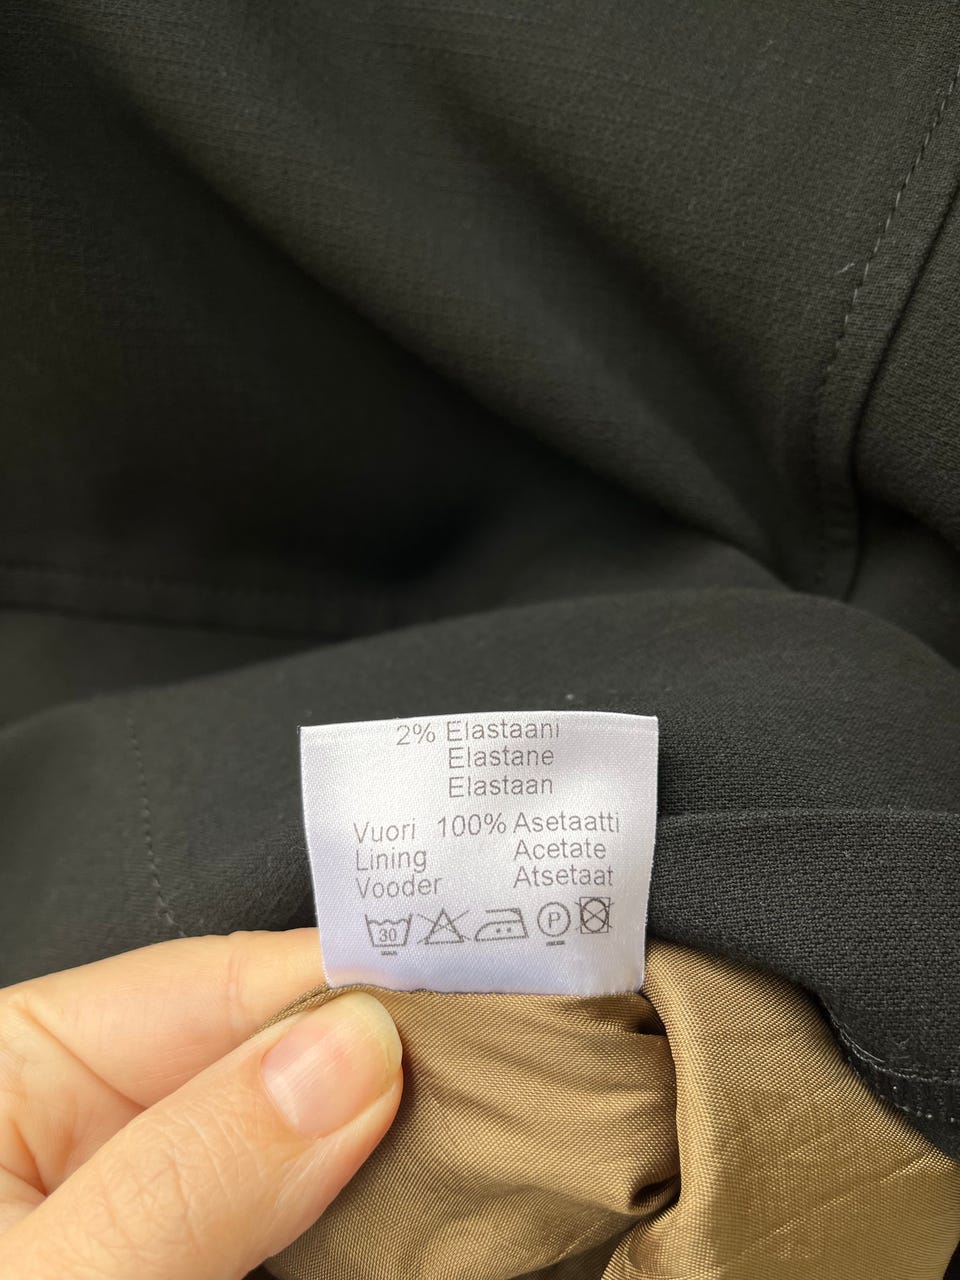 2% Elastaani
Elastane
Elastaan
Vuori 100% Asetaatti
Lining Acetate
Vooder Atsetaat
30 P